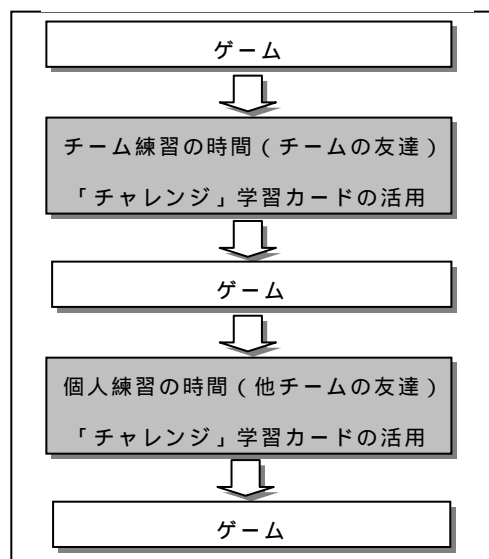 ゲーム
チーム練習の時間（チームの友達）
「チャレンジ」学習カードの活用
ゲーム
個人練習の時間（他チームの友達）
「チャレンジ」学習カードの活用
ゲーム